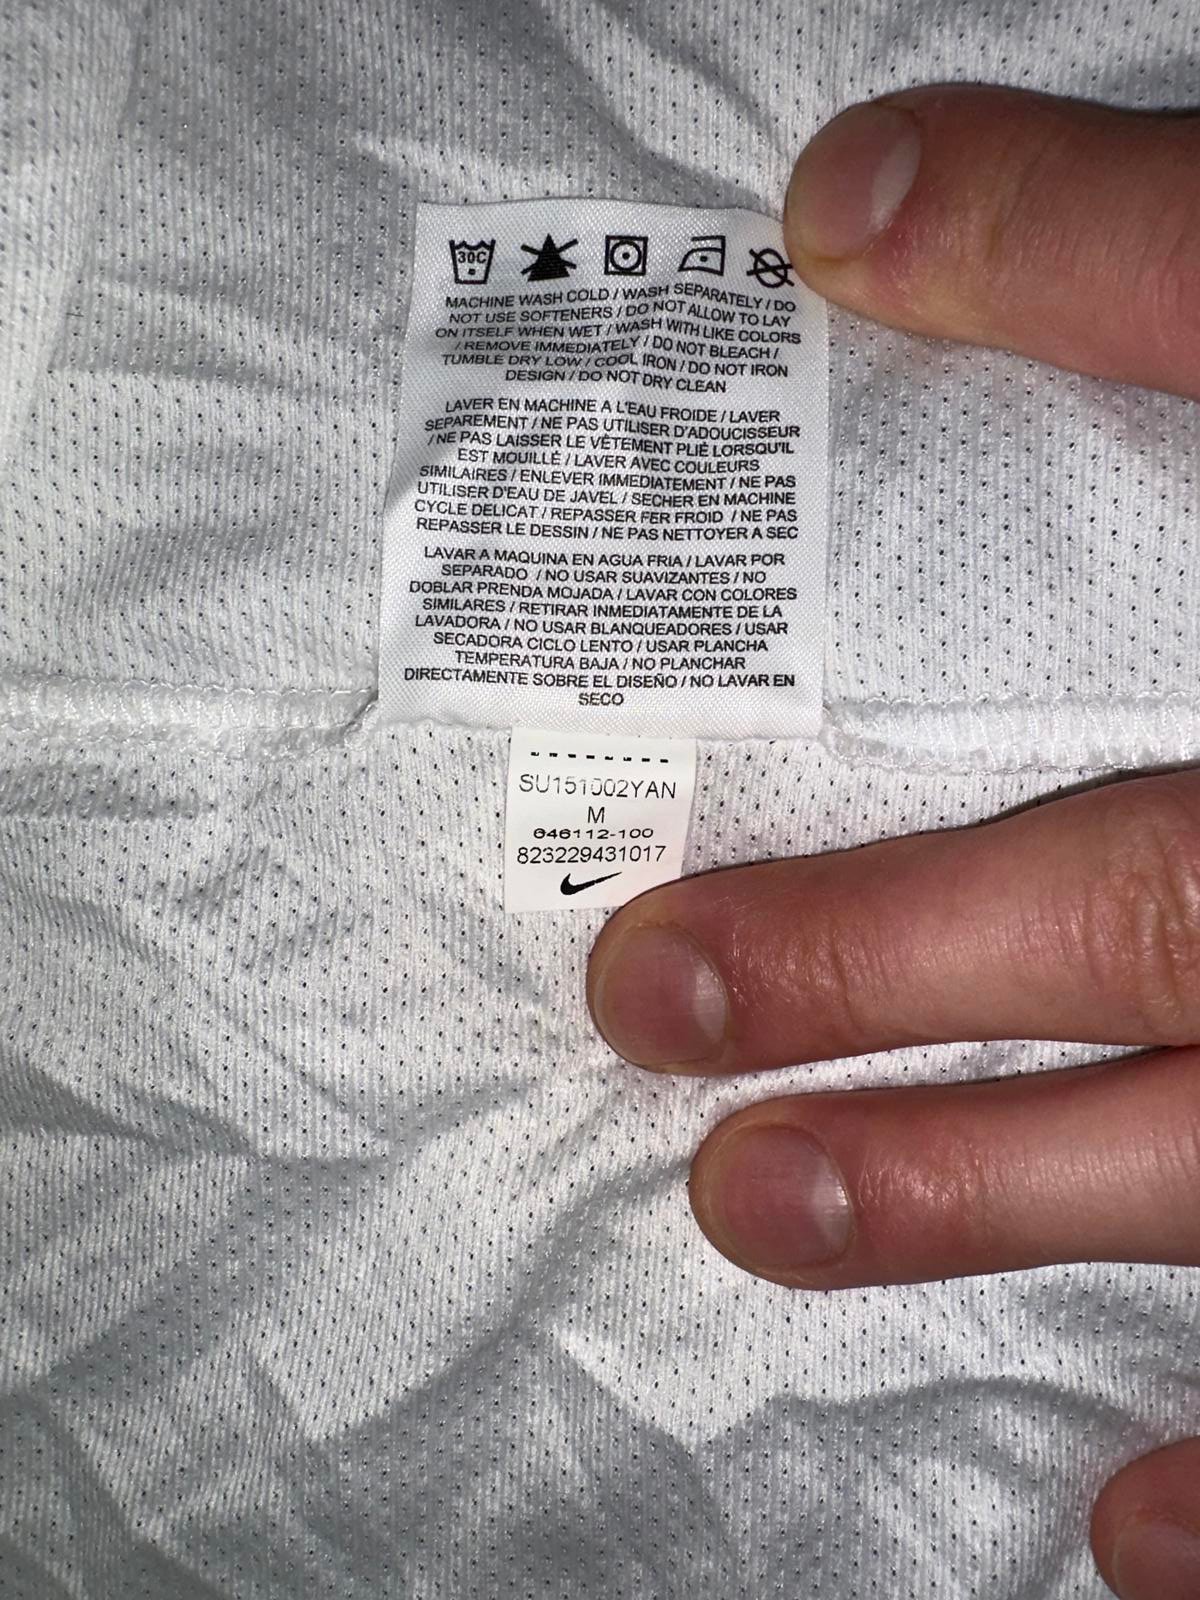 30C
MACHINE WASH COLD / WASH SEPARATELY / DO
NOT USE SOFTENERS / DO NOT ALLOW TO LAY
ON ITSELF WHEN WET / WASH WITH LIKE COLORS
/ REMOVE IMMEDIATELY / DO NOT BLEACH /
TUMBLE DRY LOW / COOL IRON / DO NOT IRON
DESIGN / DO NOT DRY CLEAN
LAVER EN MACHINE A L'EAU FROIDE / LAVER
SEPAREMENT / NE PAS UTILISER D'ADOUCISSEUR
/ NE PAS LAISSER LE VÊTEMENT PLIÉ LORSQU'IL
EST MOUILLÉ / LAVER AVEC COULEURS
SIMILAIRES / ENLEVER IMMEDIATEMENT / NE PAS
UTILISER D'EAU DE JAVEL / SECHER EN MACHINE
CYCLE DELICAT / REPASSER FER FROID / NE PAS
REPASSER LE DESSIN / NE PAS NETTOYER A SEC
LAVAR A MAQUINA EN AGUA FRIA / LAVAR POR
SEPARADO / NO USAR SUAVIZANTES / NO
DOBLAR PRENDA MOJADA / LAVAR CON COLORES
SIMILARES / RETIRAR INMEDIATAMENTE DE LA
LAVADORA / NO USAR BLANQUEADORES / USAR
SECADORA CICLO LENTO / USAR PLANCHA
TEMPERATURA BAJA / NO PLANCHAR
DIRECTAMENTE SOBRE EL DISEÑO / NO LAVAR EN
SECO
SU151002YAN
M
646112-100
823229431017